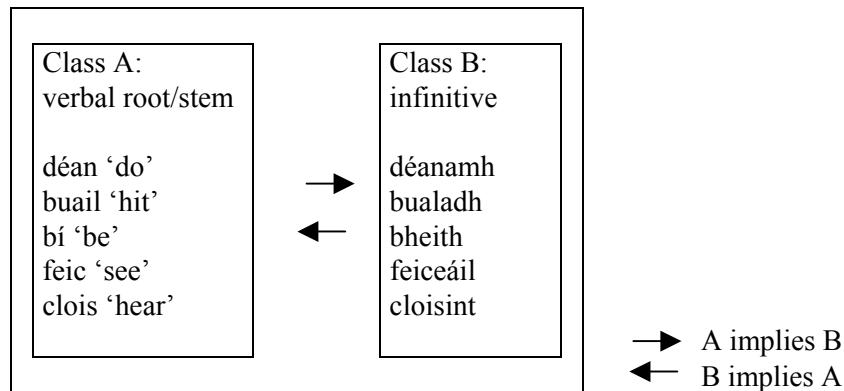 Class A:
verbal root/stem
déan ‘do’
buail ‘hit’
bí ‘be’
feic ‘see’
clois ‘hear’
Class B:
infinitive
déanamh
bualadh
bheith
feiceáil
cloisint
A implies B
B implies A